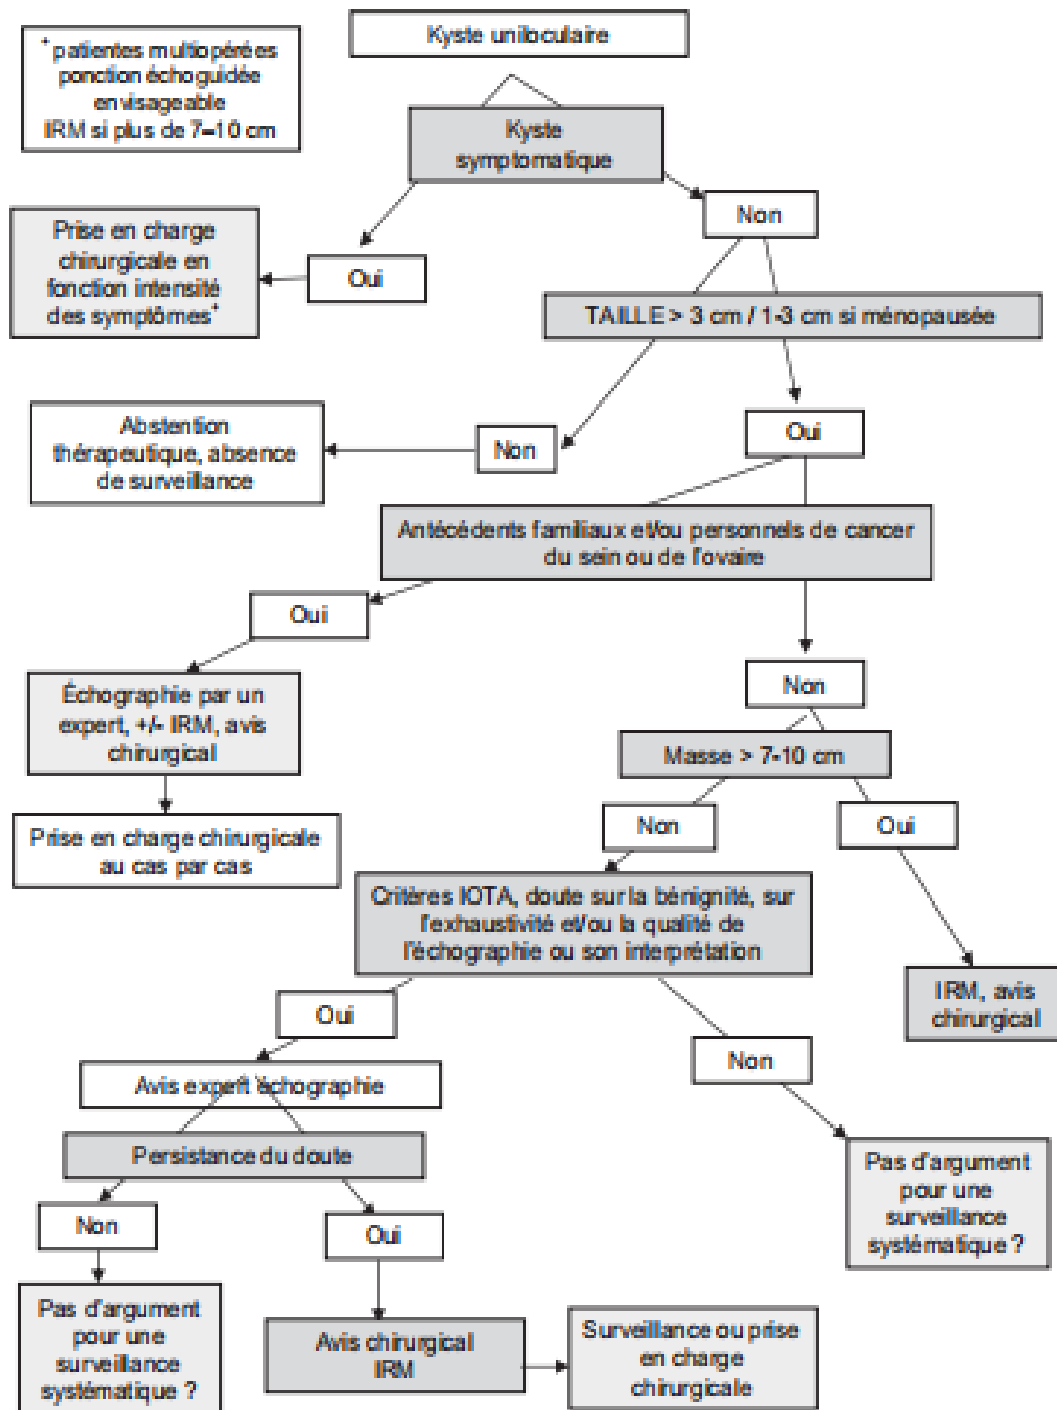 Kyste uniloculaire
* patientes multiopérées
ponction échoguidée
envisageable
IRM si plus de 7–10 cm
Kyste
symptomatique
Non
Prise en charge
chirurgicale en
fonction intensité
des symptômes*
Oui
TAILLE > 3 cm / 1-3 cm si ménopausée
Abstention
thérapeutique, absence
de surveillance
Non
Oui
Antécédents familiaux et/ou personnels de cancer
du sein ou de l'ovaire
Oui
Non
Échographie par un
expert, +/- IRM, avis
chirurgical
Masse > 7-10 cm
Prise en charge chirurgicale
au cas par cas
Non
Oui
Critères IOTA, doute sur la bénignité, sur
l'exhaustivité et/ou la qualité de
l'échographie ou son interprétation
IRM, avis
chirurgical
Oui
Non
Avis expert échographie
Persistance du doute
Pas d'argument
pour une
surveillance
systématique ?
Non
Oui
Pas d'argument
pour une
surveillance
systématique ?
Avis chirurgical
IRM
Surveillance ou prise
en charge
chirurgicale